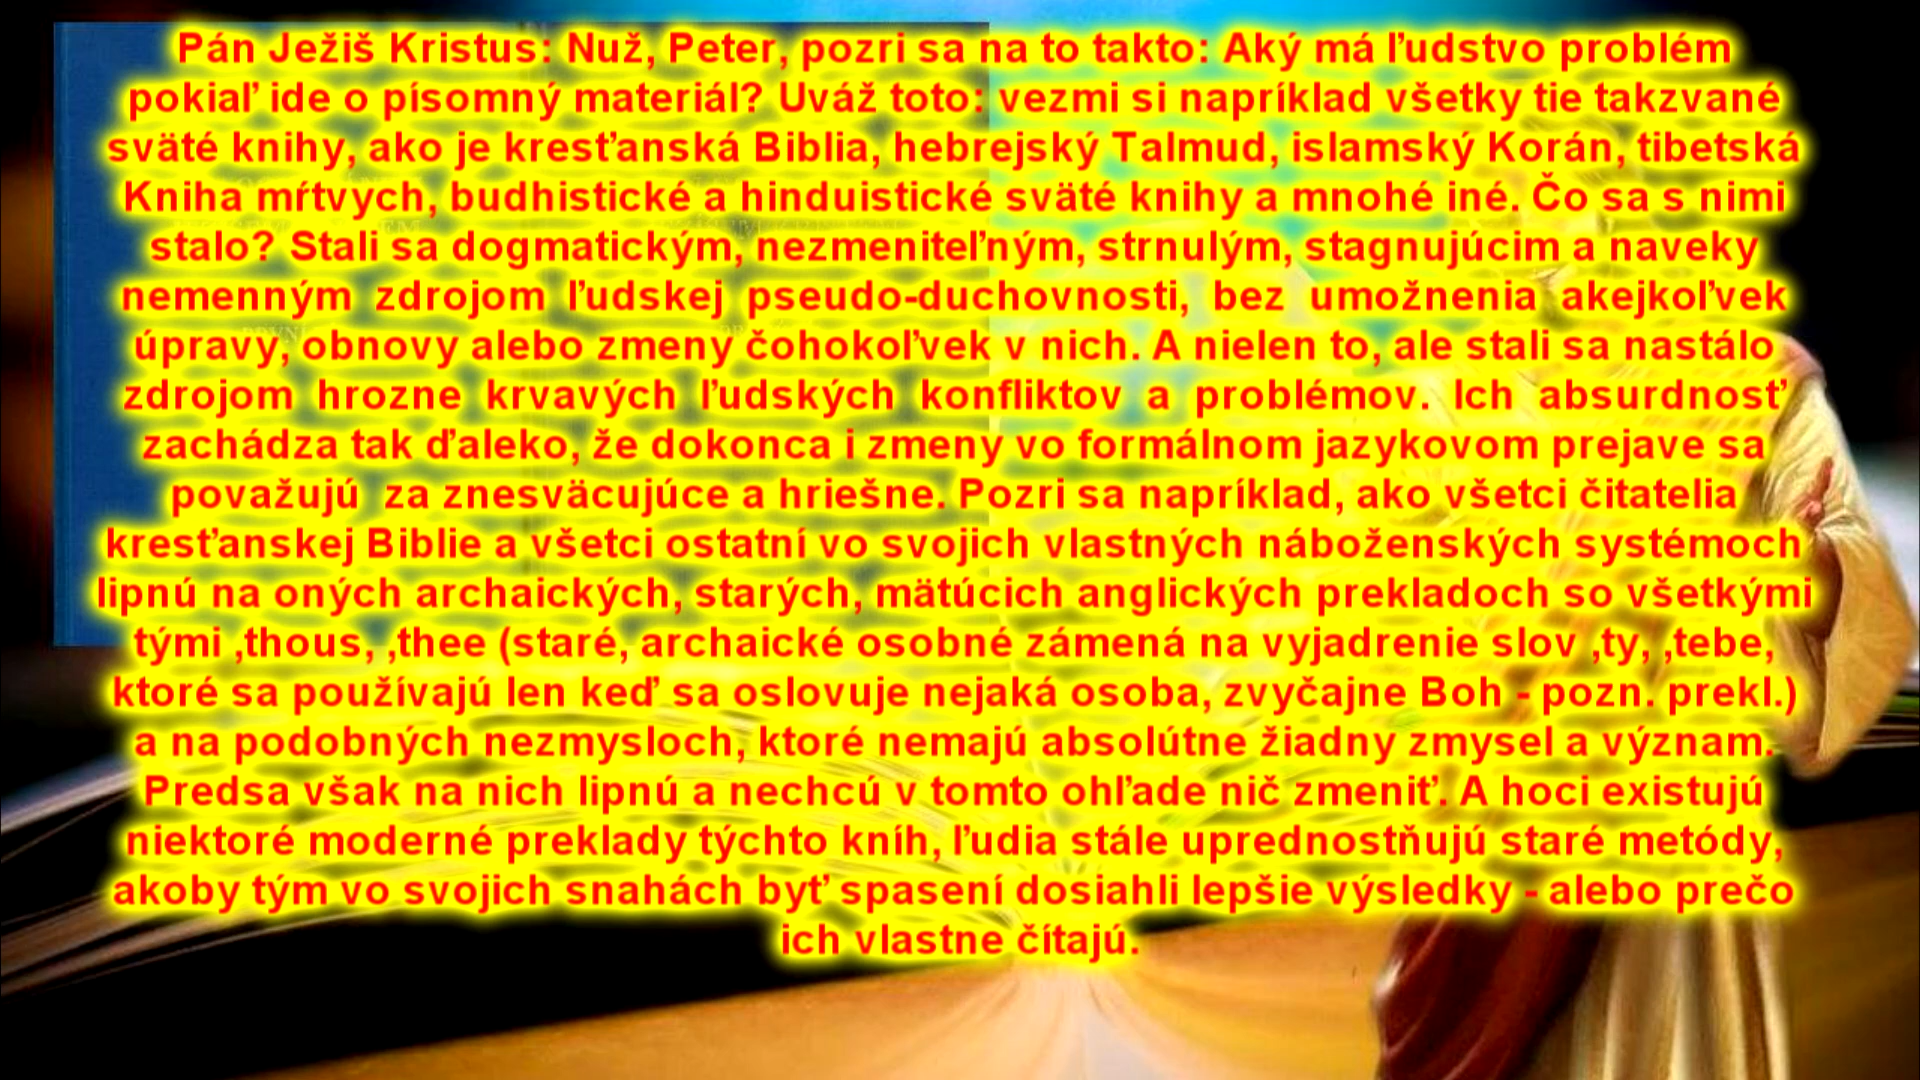 Pán Ježiš Kristus: Nuž, Peter, pozri sa na to takto: Aký má ľudstvo problém
pokiaľ ide o písomný materiál? Uváž toto: vezmi si napríklad všetky tie takzvané
sväté knihy, ako je kresťanská Biblia, hebrejský Talmud, islamský Korán, tibetská
Kniha mŕtvych, budhistické a hinduistické sväté knihy a mnohé iné. Čo sa s nimi
stalo? Stali sa dogmatickým, nezmeniteľným, strnulým, stagnujúcim a naveky
nemenným zdrojom ľudskej pseudo-duchovnosti, bez umožnenia akejkoľvek
úpravy, obnovy alebo zmeny čohokoľvek v nich. A nielen to, ale stali sa nastálo
zdrojom hrozne krvavých ľudských konfliktov a problémov. Ich absurdnosť
zachádza tak ďaleko, že dokonca i zmeny vo formálnom jazykovom prejave sa
považujú za znesväcujúce a hriešne. Pozri sa napríklad, ako všetci čitatelia
kresťanskej Biblie a všetci ostatní vo svojich vlastných náboženských systémoch
lipnú na oných archaických, starých, mätúcich anglických prekladoch so všetkými
tými ,thous, ,thee (staré, archaické osobné zámená na vyjadrenie slov ,ty, ,tebe,
ktoré sa používajú len keď sa oslovuje nejaká osoba, zvyčajne Boh - pozn. prekl.)
a na podobných nezmysloch, ktoré nemajú absolútne žiadny zmysel a význam.
Predsa však na nich lipnú a nechcú v tomto ohľade nič zmeniť. A hoci existujú
niektoré moderné preklady týchto kníh, ľudia stále uprednostňujú staré metódy,
akoby tým vo svojich snahách byť spasení dosiahli lepšie výsledky - alebo prečo
ich vlastne čítajú.